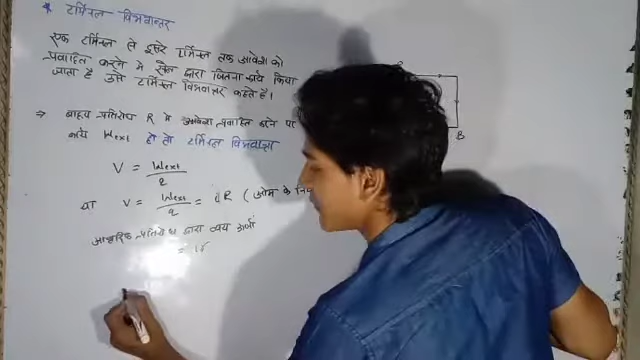 * टर्मिनल विभवान्तर
एक टर्मिनल से दूसरे टर्मिनल तक आवेश को
प्रवाहित करने में सेल द्वारा जितना कार्य किया
जाता है उसे टर्मिनल विभवान्तर कहते है।
⇒ बाह्य प्रतिरोध R में आवेश प्रवाहित करने पर
कार्य Wext हो तो टर्मिनल विभवान्तर
V = Wext/q
या V = Wext/q = iR (ओम के
आन्तरिक प्रतिरोध द्वारा व्यय ऊर्जा
= ir
B